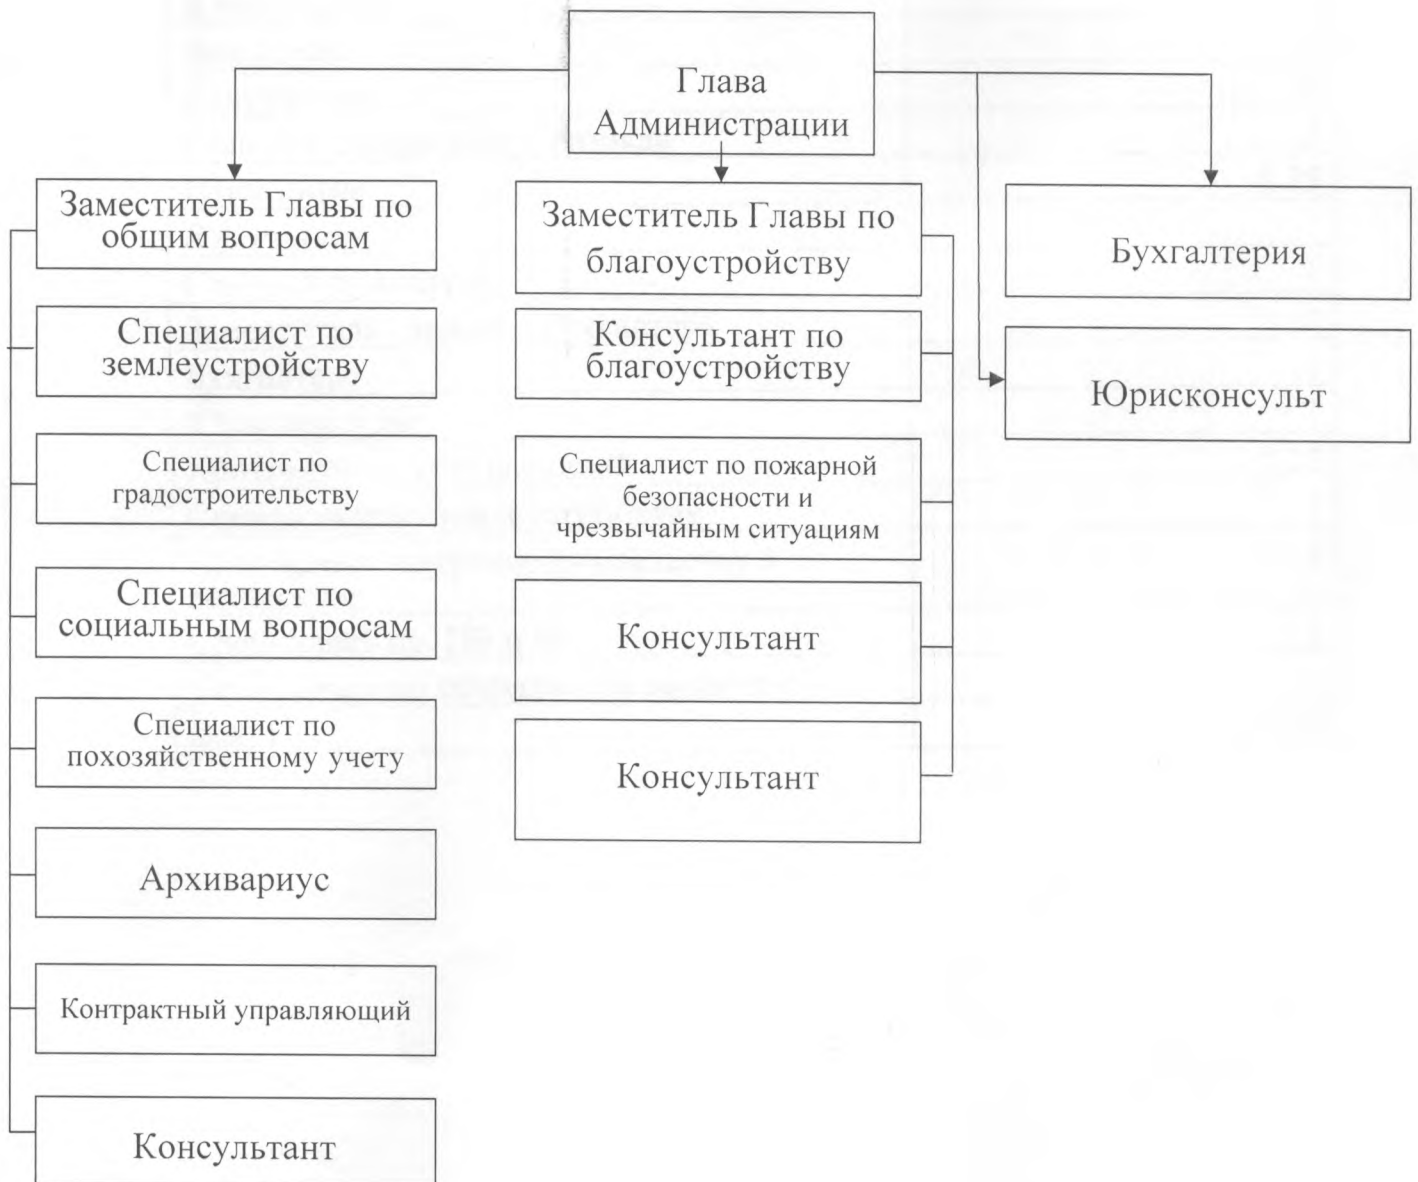 Глава
Администрации
Заместитель Главы по
общим вопросам
Специалист по
землеустройству
Специалист по
градостроительству
Специалист по
социальным вопросам
Специалист по
похозяйственному учету
Архивариус
Контрактный управляющий
Консультант
Заместитель Главы по
благоустройству
Консультант по
благоустройству
Специалист по пожарной
безопасности и
чрезвычайным ситуациям
Консультант
Консультант
Бухгалтерия
Юрисконсульт